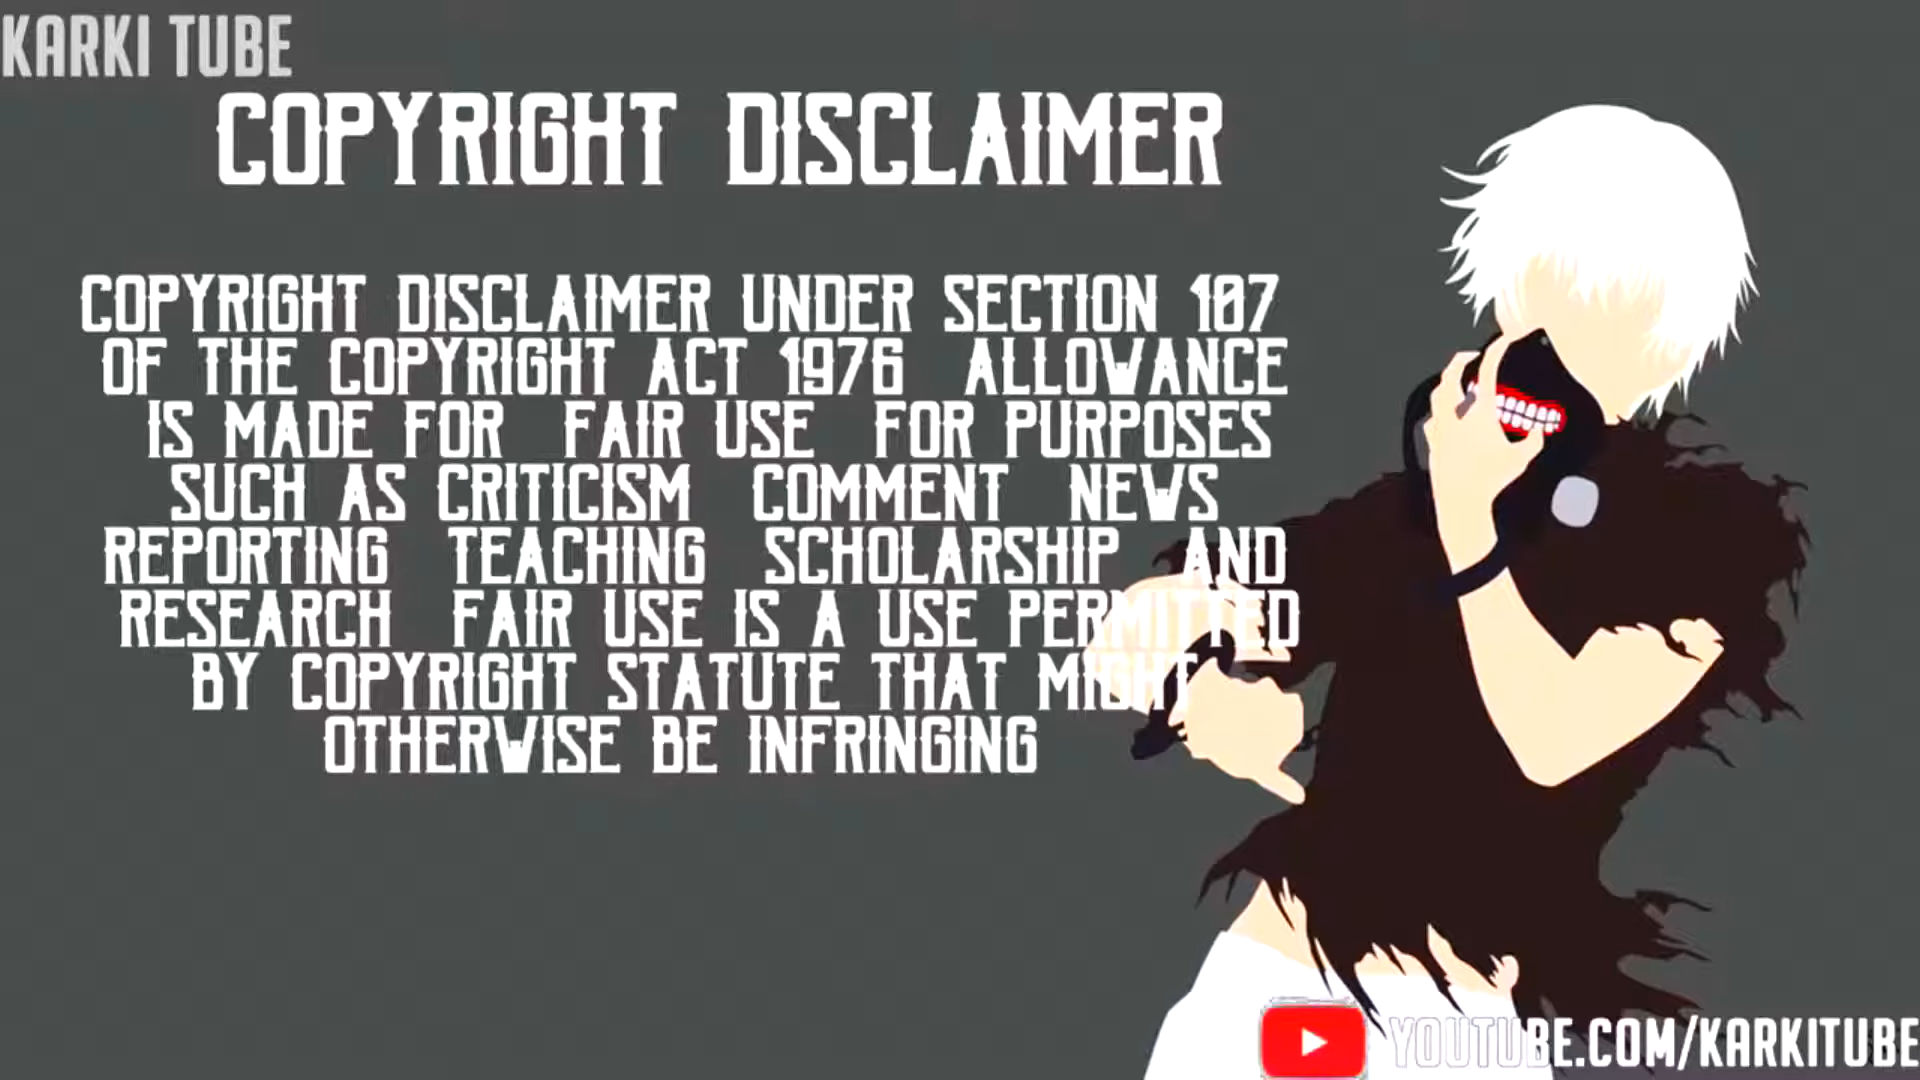 KARKI TUBE
COPYRIGHT DISCLAIMER
COPYRIGHT DISCLAIMER UNDER SECTION 107
OF THE COPYRIGHT ACT 1976 ALLOWANCE
IS MADE FOR FAIR USE FOR PURPOSES
SUCH AS CRITICISM COMMENT NEWS
REPORTING TEACHING SCHOLARSHIP AND
RESEARCH FAIR USE IS A USE PERMITTED
BY COPYRIGHT STATUTE THAT MIGHT
OTHERWISE BE INFRINGING
YOUTUBE.COM/KARKITUBE